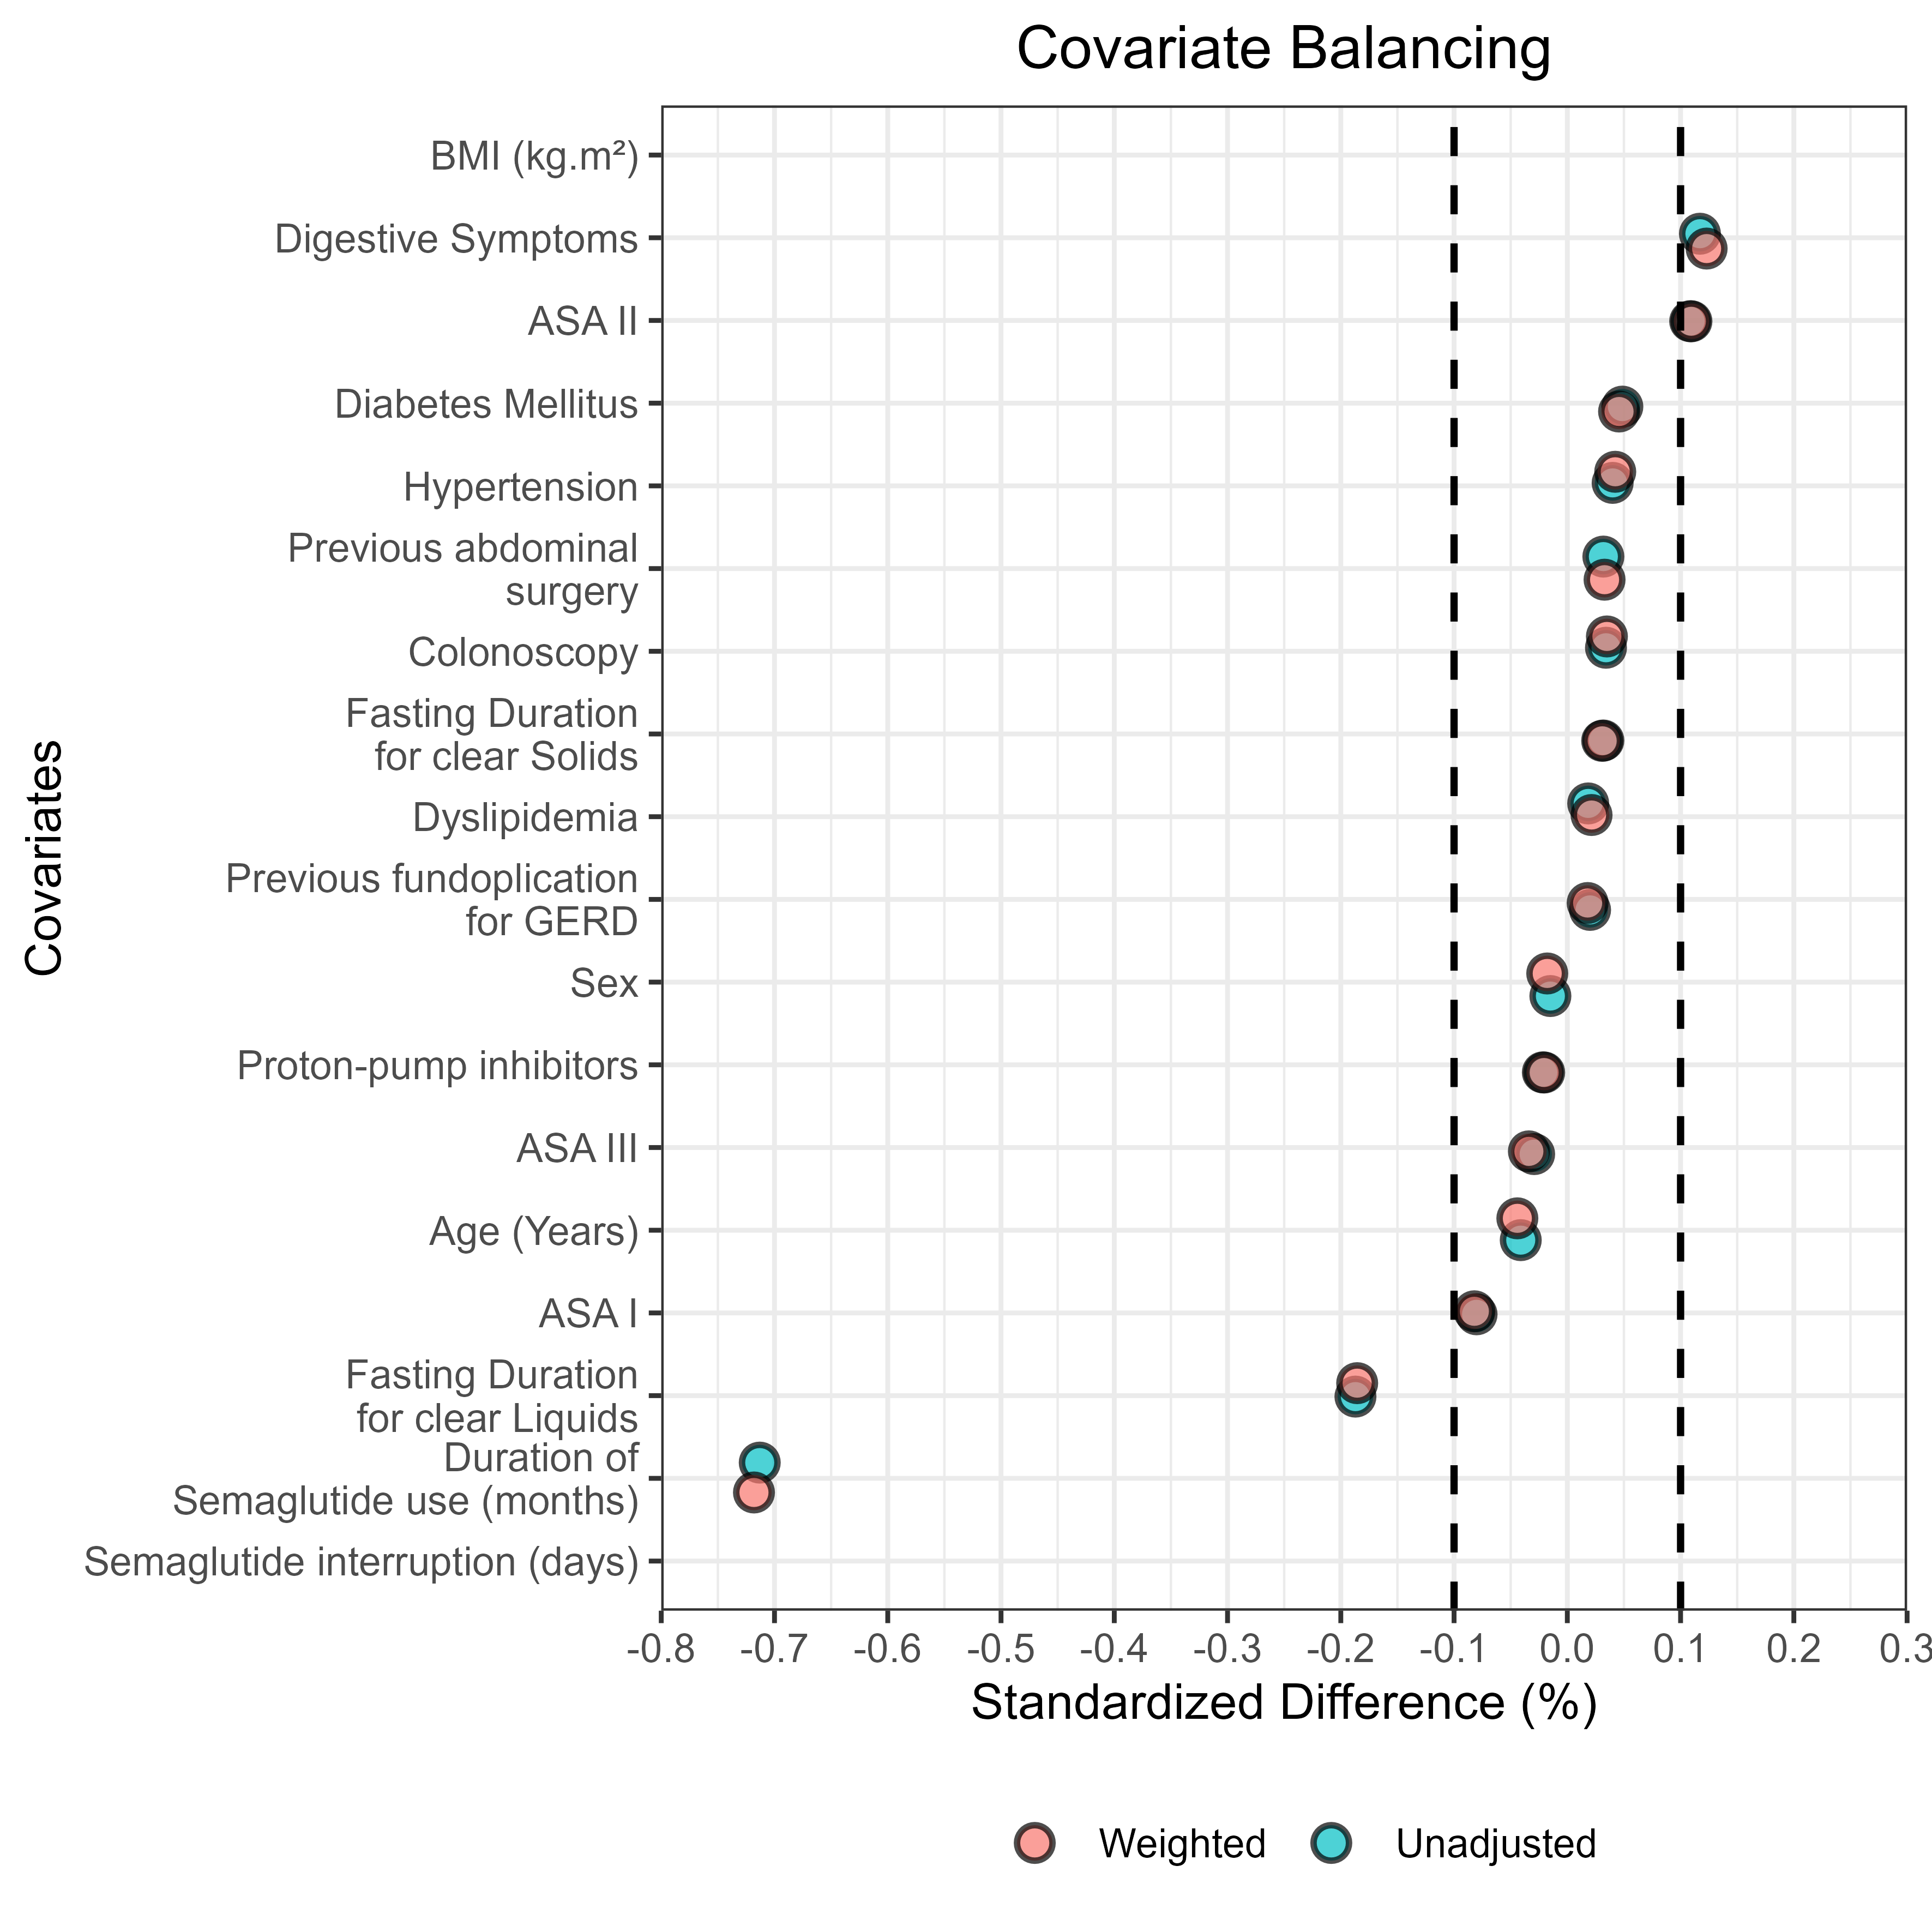 Covariate Balancing
BMI (kg.m²)
Digestive Symptoms
ASA II
Diabetes Mellitus
Hypertension
Previous abdominal
surgery
Colonoscopy
Fasting Duration
for clear Solids
Dyslipidemia
Previous fundoplication
for GERD
Sex
Proton-pump inhibitors
ASA III
Age (Years)
ASA I
Fasting Duration
for clear Liquids
Duration of
Semaglutide use (months)
Semaglutide interruption (days)
Covariates
-0.8 -0.7 -0.6 -0.5 -0.4 -0.3 -0.2 -0.1 0.0 0.1 0.2 0.3
Standardized Difference (%)
Weighted Unadjusted